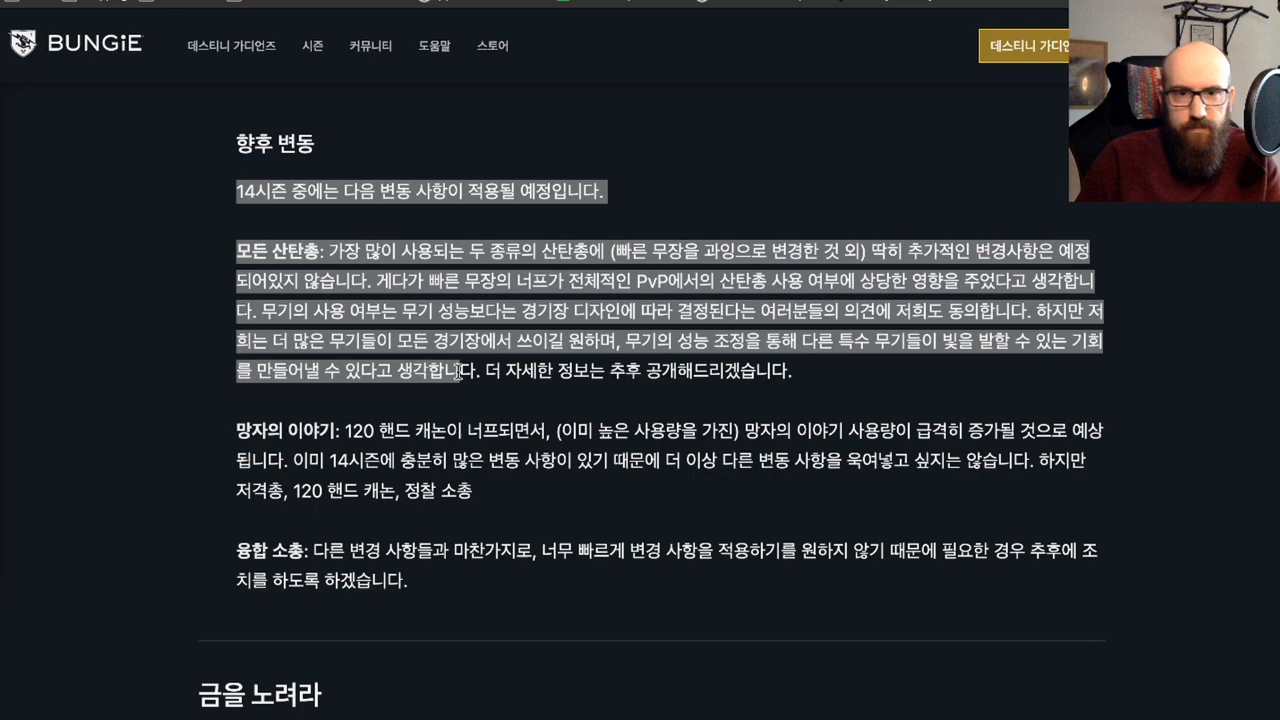 BUNGiE
데스티니 가디언즈 시즌 커뮤니티 도움말 스토어
데스티니 가디언
향후 변동
14시즌 중에는 다음 변동 사항이 적용될 예정입니다.
모든 산탄총: 가장 많이 사용되는 두 종류의 산탄총에 (빠른 무장을 과잉으로 변경한 것 외) 딱히 추가적인 변경사항은 예정
되어있지 않습니다. 게다가 빠른 무장의 너프가 전체적인 PvP에서의 산탄총 사용 여부에 상당한 영향을 주었다고 생각합니
다. 무기의 사용 여부는 무기 성능보다는 경기장 디자인에 따라 결정된다는 여러분들의 의견에 저희도 동의합니다. 하지만 저
희는 더 많은 무기들이 모든 경기장에서 쓰이길 원하며, 무기의 성능 조정을 통해 다른 특수 무기들이 빛을 발할 수 있는 기회
를 만들어낼 수 있다고 생각합니다. 더 자세한 정보는 추후 공개해드리겠습니다.
망자의 이야기: 120 핸드 캐논이 너프되면서, (이미 높은 사용량을 가진) 망자의 이야기 사용량이 급격히 증가될 것으로 예상
됩니다. 이미 14시즌에 충분히 많은 변동 사항이 있기 때문에 더 이상 다른 변동 사항을 욱여넣고 싶지는 않습니다. 하지만
저격총, 120 핸드 캐논, 정찰 소총
융합 소총: 다른 변경 사항들과 마찬가지로, 너무 빠르게 변경 사항을 적용하기를 원하지 않기 때문에 필요한 경우 추후에 조
치를 하도록 하겠습니다.
금을 노려라